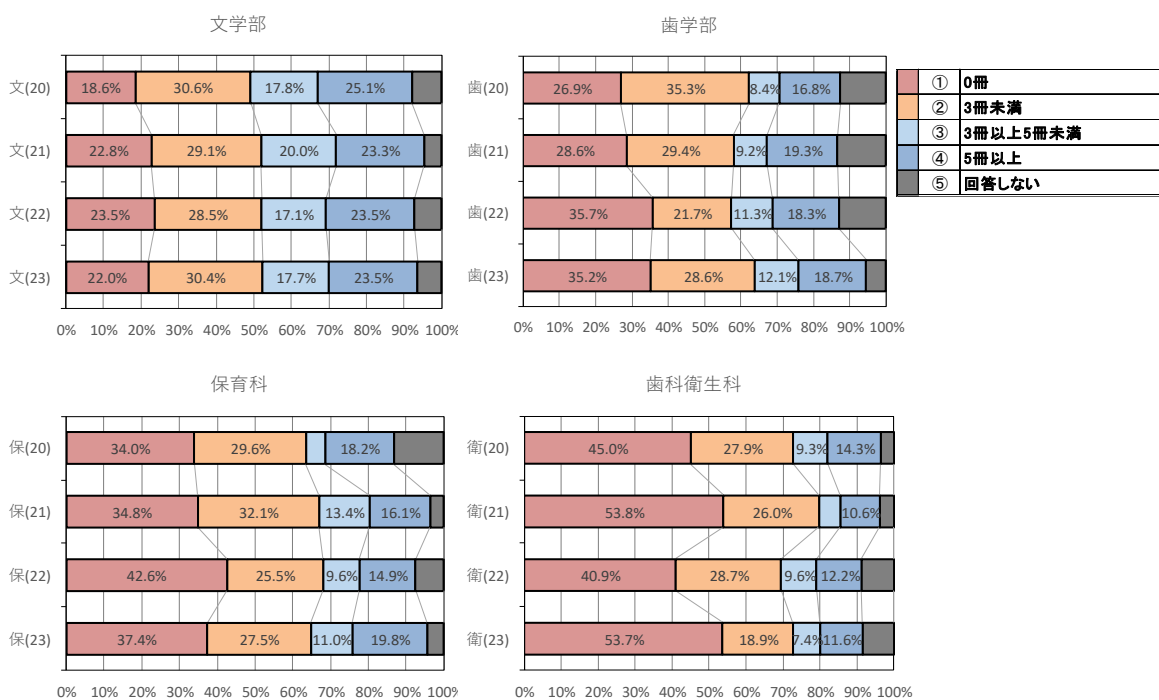 文学部
文(20) 18.6% 30.6% 17.8% 25.1%
文(21) 22.8% 29.1% 20.0% 23.3%
文(22) 23.5% 28.5% 17.1% 23.5%
文(23) 22.0% 30.4% 17.7% 23.5%
0% 10% 20% 30% 40% 50% 60% 70% 80% 90% 100%
歯学部
歯(20) 26.9% 35.3% 8.4% 16.8%
歯(21) 28.6% 29.4% 9.2% 19.3%
歯(22) 35.7% 21.7% 11.3% 18.3%
歯(23) 35.2% 28.6% 12.1% 18.7%
0% 10% 20% 30% 40% 50% 60% 70% 80% 90% 100%
① 0冊
② 3冊未満
③ 3冊以上5冊未満
④ 5冊以上
⑤ 回答しない
保育科
保(20) 34.0% 29.6% 18.2%
保(21) 34.8% 32.1% 13.4% 16.1%
保(22) 42.6% 25.5% 9.6% 14.9%
保(23) 37.4% 27.5% 11.0% 19.8%
0% 10% 20% 30% 40% 50% 60% 70% 80% 90% 100%
歯科衛生科
衛(20) 45.0% 27.9% 9.3% 14.3%
衛(21) 53.8% 26.0% 10.6%
衛(22) 40.9% 28.7% 9.6% 12.2%
衛(23) 53.7% 18.9% 7.4% 11.6%
0% 10% 20% 30% 40% 50% 60% 70% 80% 90% 100%